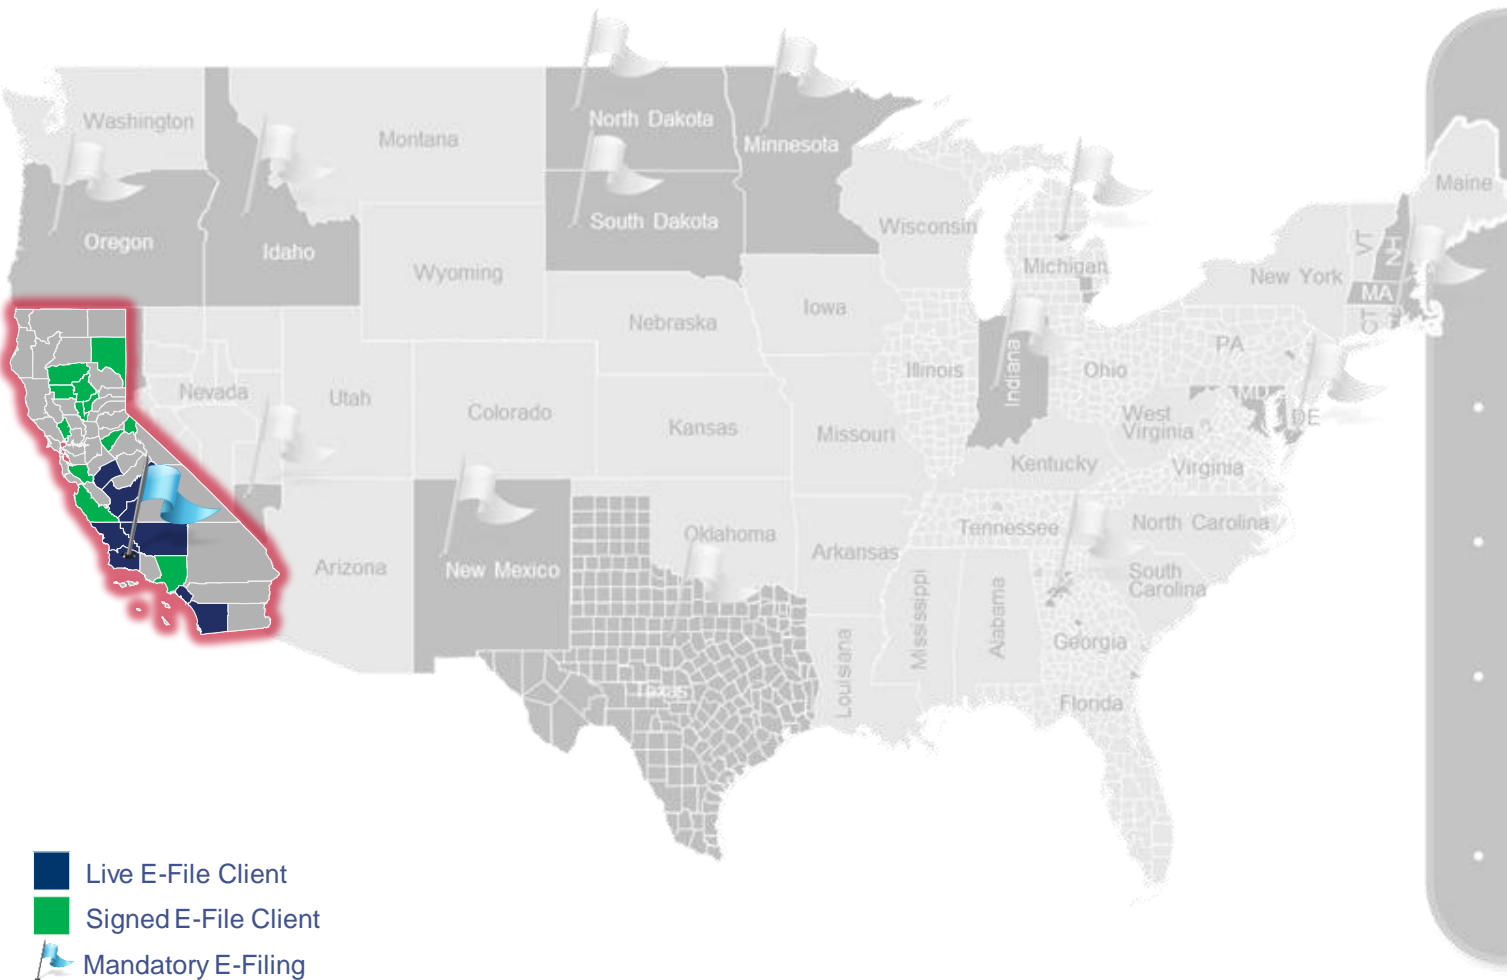 Washington
Montana
North Dakota
Minnesota
Maine
Oregon
Idaho
South Dakota
Wisconsin
Wyoming
Michigan
New York
VT
NH
MA
CT
Iowa
Nebraska
PA
Nevada
Utah
Colorado
Kansas
Missouri
Illinois
Indiana
Ohio
MD
DE
West
Virginia
Kentucky
Virginia
Arizona
New Mexico
Oklahoma
Arkansas
Tennessee
North Carolina
South
Carolina
Texas
Louisiana
Mississippi
Alabama
Georgia
Florida
Live E-File Client
Signed E-File Client
Mandatory E-Filing